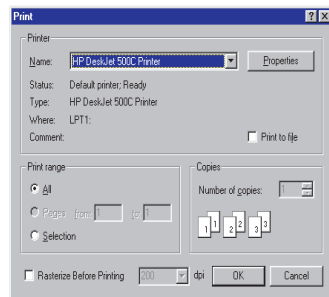 Print
Printer
Name: HP DeskJet 500C Printer Properties
Status: Default printer; Ready
Type: HP DeskJet 500C Printer
Where: LPT1:
Comment: Print to file
Print range
All
Pages from: 1 to: 1
Selection
Copies
Number of copies: 1
1 1 2 2 3 3
Rasterize Before Printing 200 dpi OK Cancel